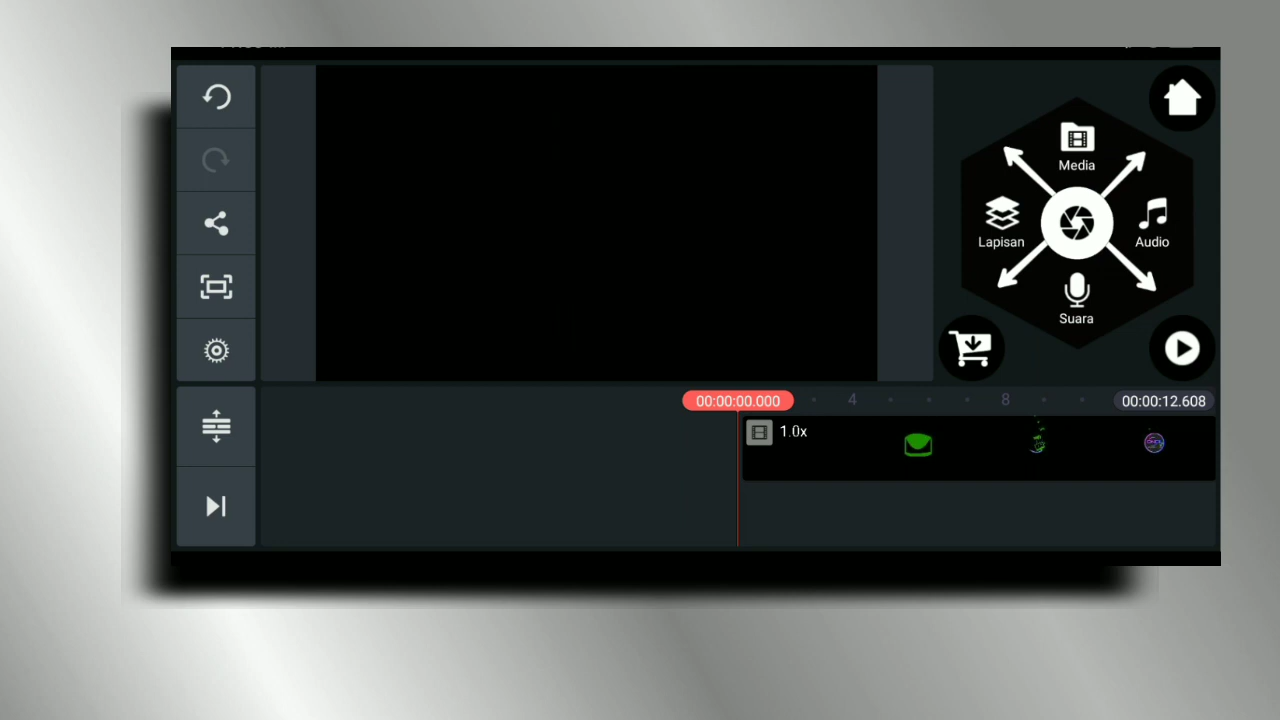 Media
Lapisan
Audio
Suara
00:00:00.000
4
8
00:00:12.608
1.0x